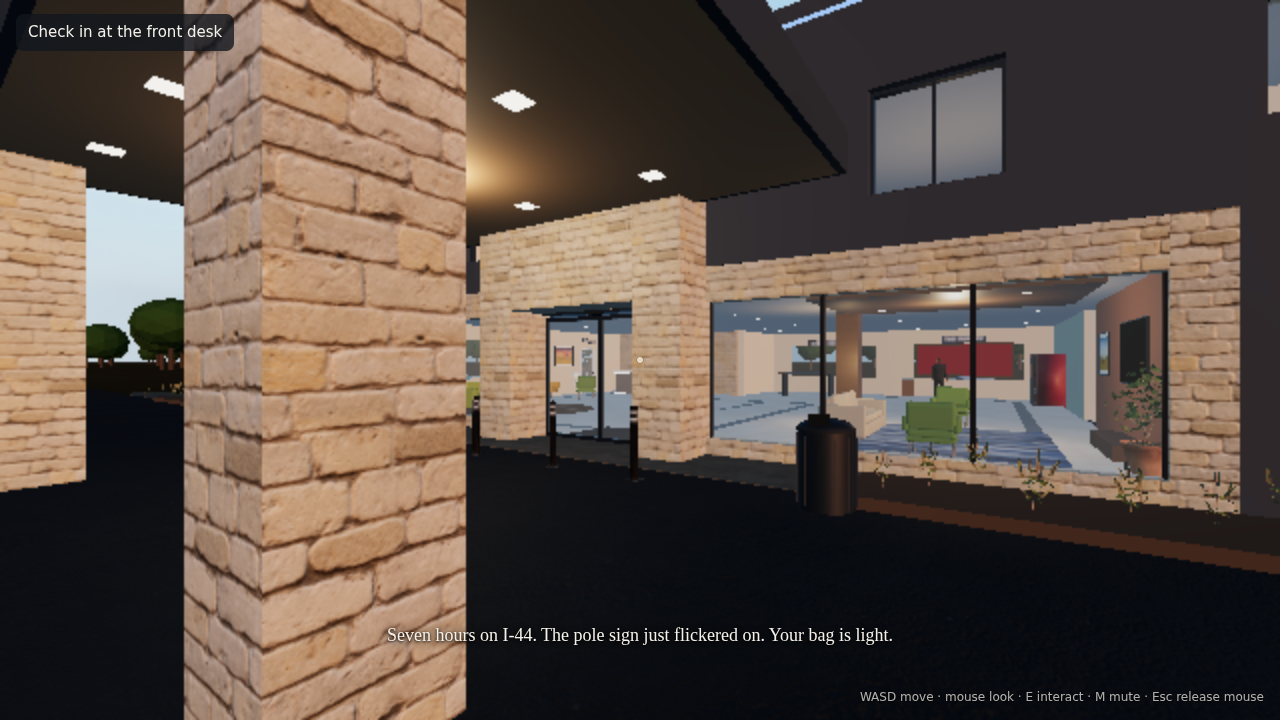 Check in at the front desk
Seven hours on I-44. The pole sign just flickered on. Your bag is light.
WASD move · mouse look · E interact · M mute · Esc release mouse